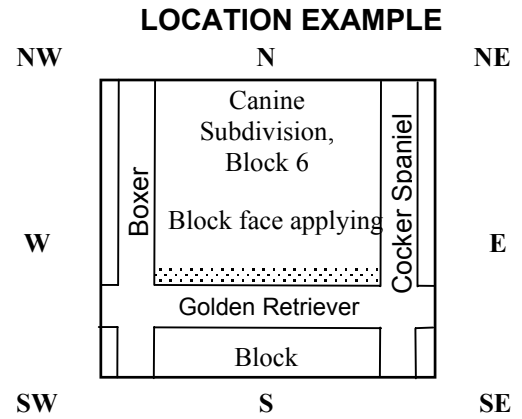 LOCATION EXAMPLE
NW N NE
Canine
Subdivision,
Block 6
Boxer
Cocker Spaniel
Block face applying
W E
Golden Retriever
Block
SW S SE